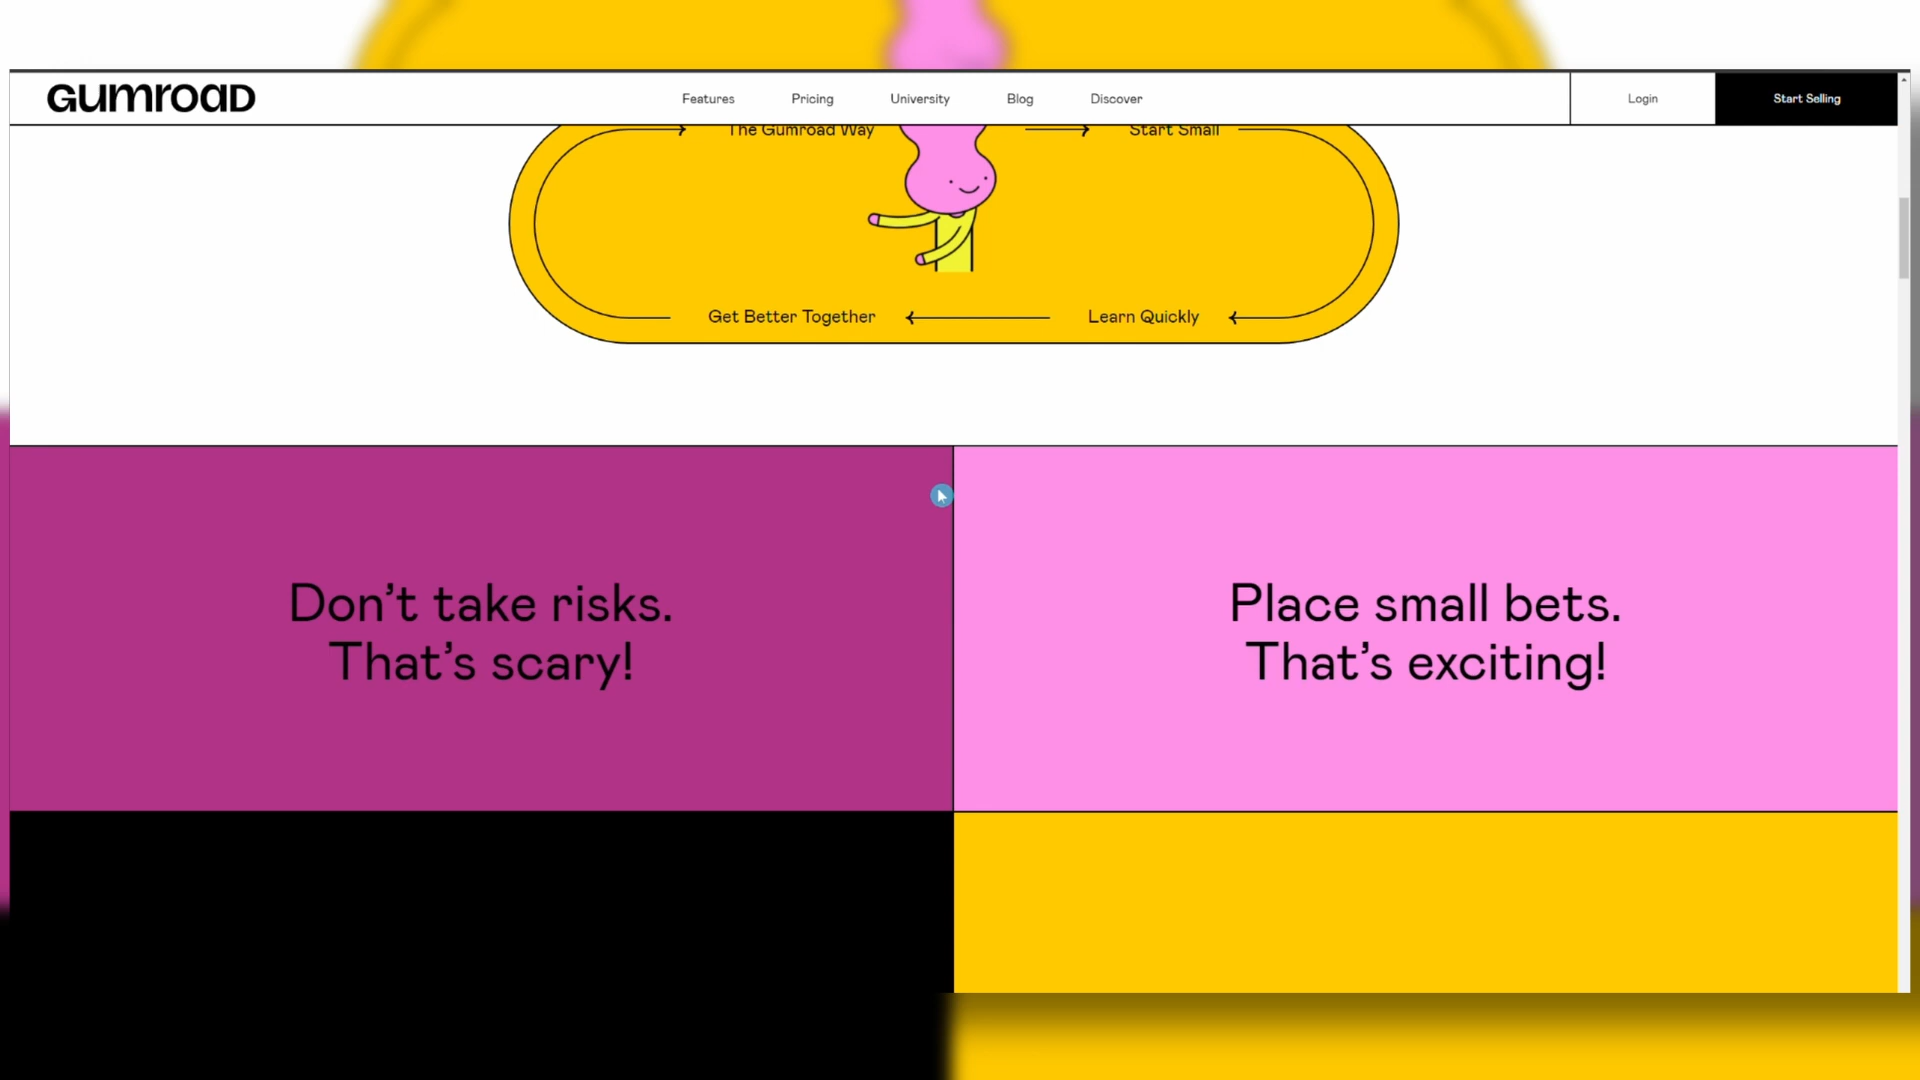 GUMROAD
Features
Pricing
University
Blog
Discover
Login
Start Selling
The Gumroad Way
Start Small
Get Better Together
Learn Quickly
Don’t take risks.
That’s scary!
Place small bets.
That’s exciting!